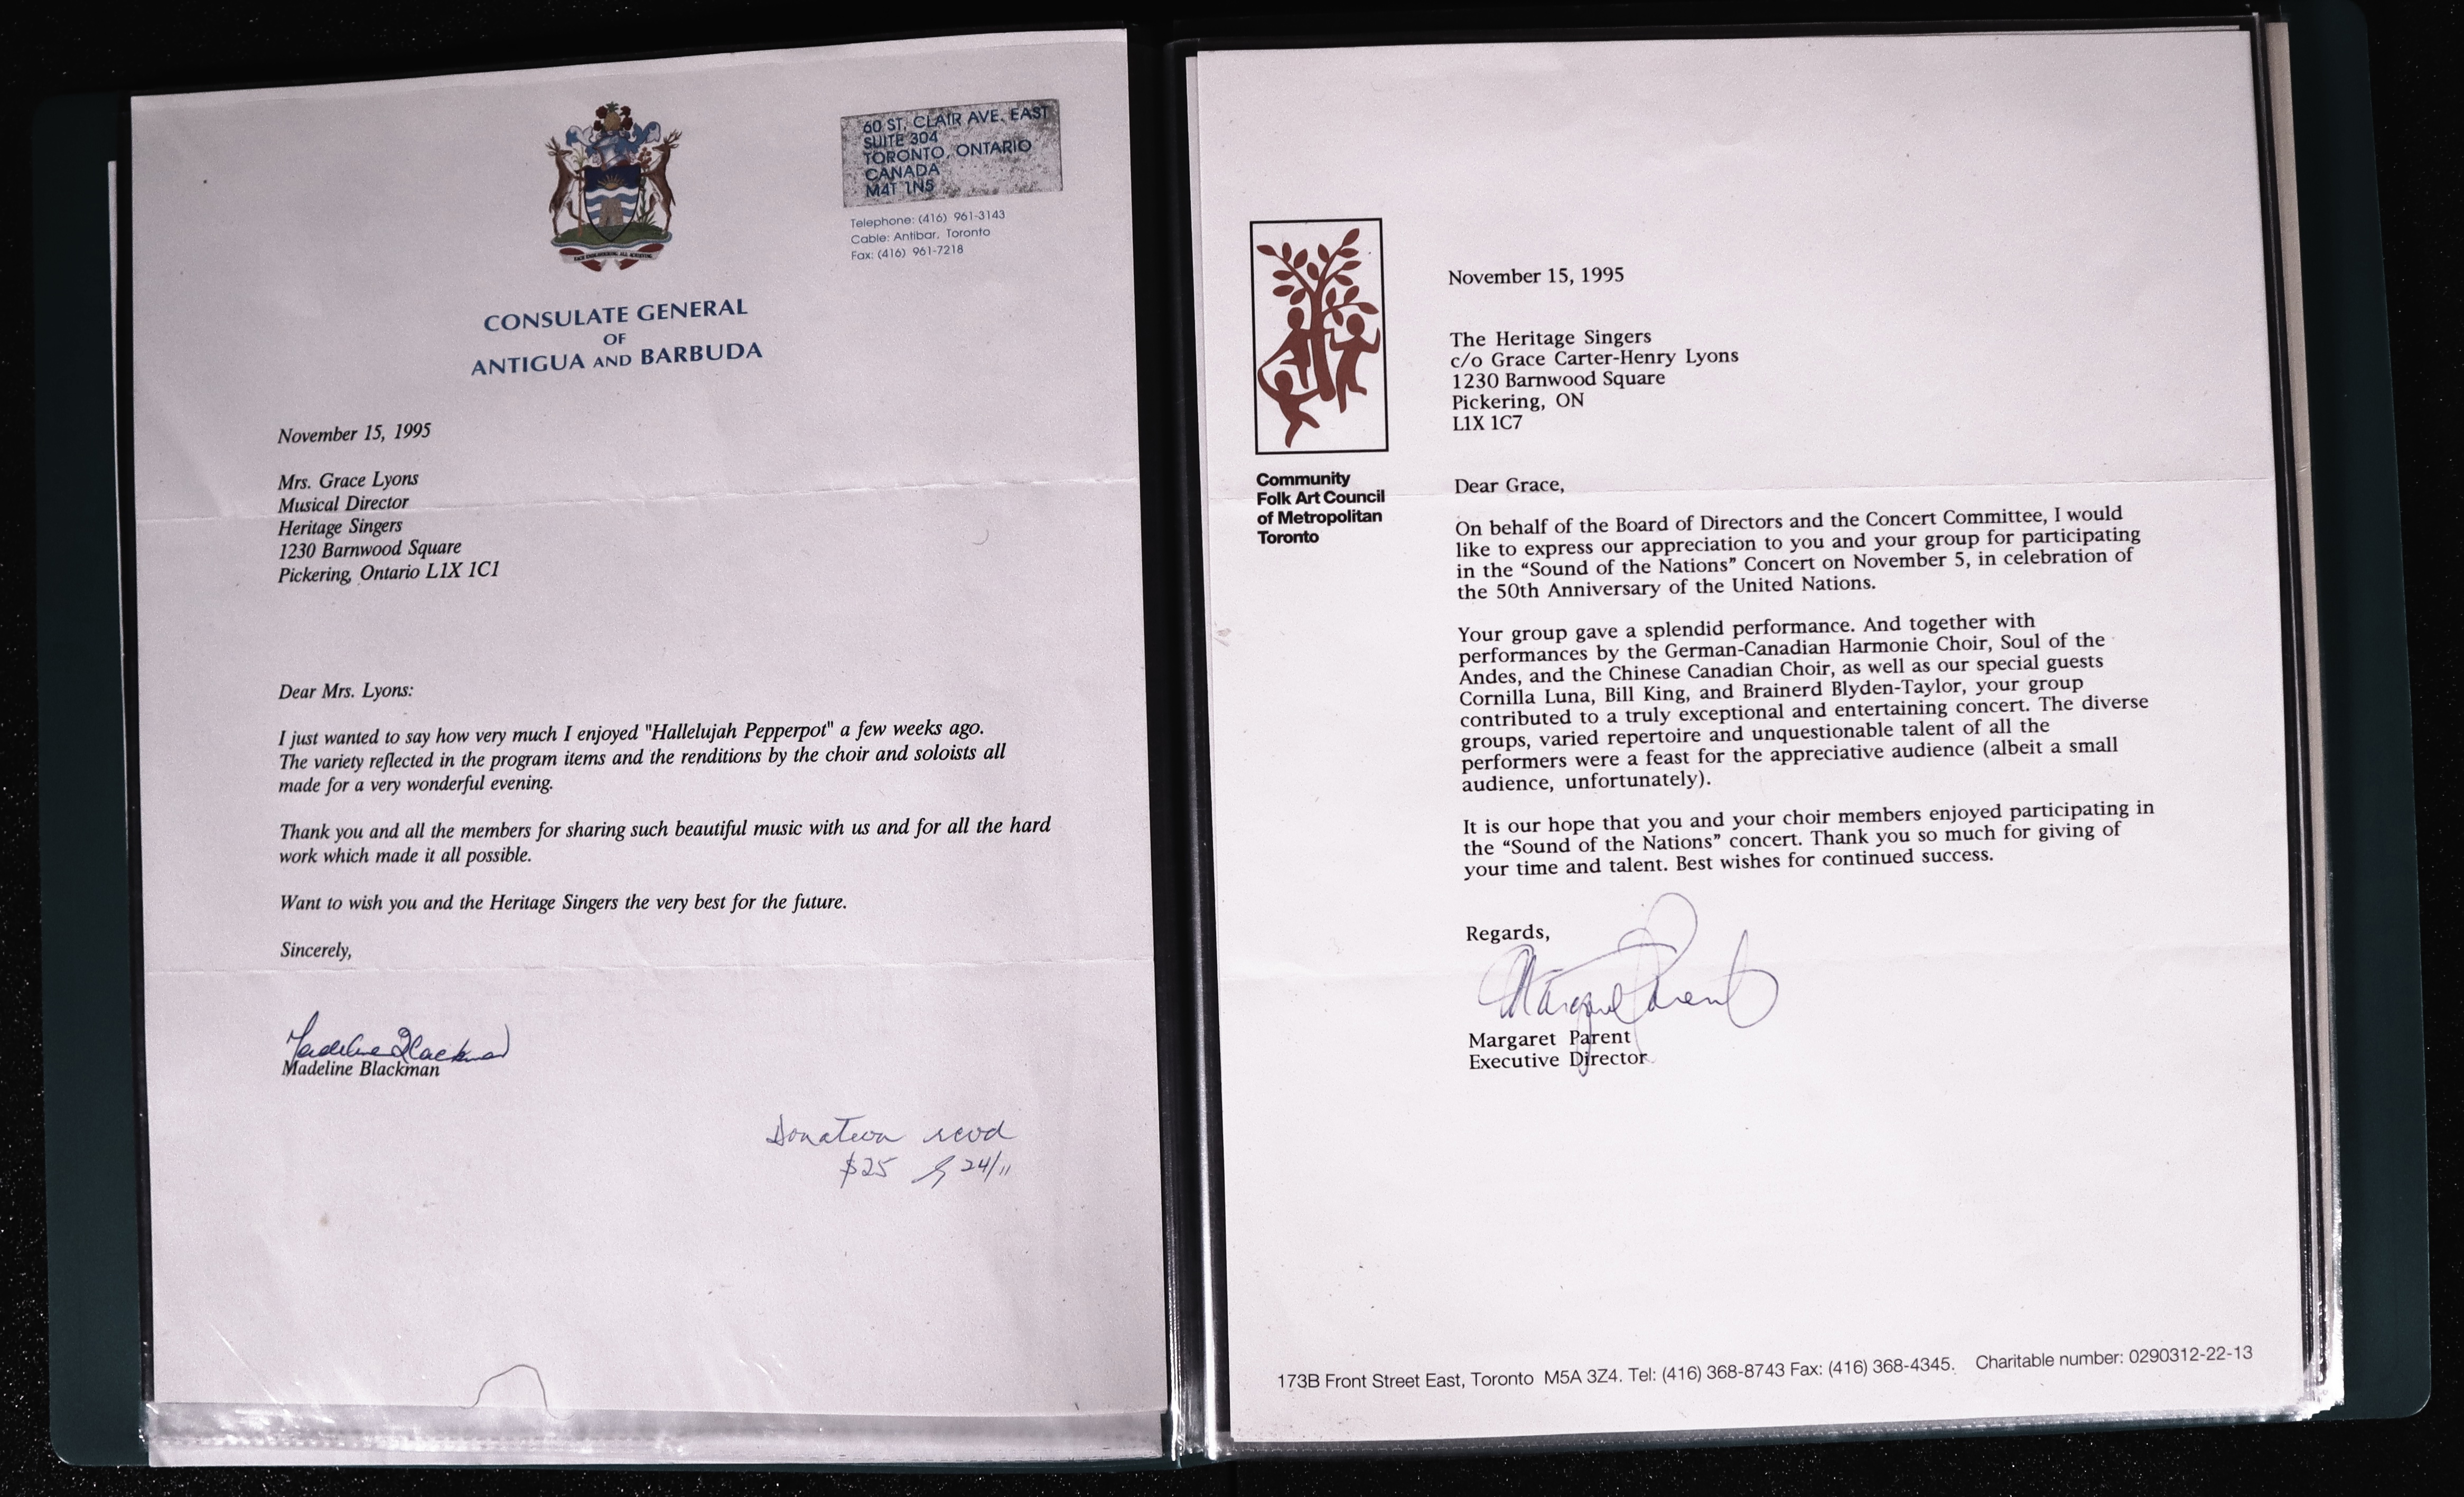 60 ST. CLAIR AVE. EAST
SUITE 304
TORONTO, ONTARIO
CANADA
M4T 1N5
Telephone: (416) 961-3143
Cable: Antibar, Toronto
Fax: (416) 961-7218
CONSULATE GENERAL
OF
ANTIGUA AND BARBUDA
November 15, 1995
Mrs. Grace Lyons
Musical Director
Heritage Singers
1230 Barnwood Square
Pickering, Ontario L1X 1C1
Dear Mrs. Lyons:
I just wanted to say how very much I enjoyed "Hallelujah Pepperpot" a few weeks ago.
The variety reflected in the program items and the renditions by the choir and soloists all
made for a very wonderful evening.
Thank you and all the members for sharing such beautiful music with us and for all the hard
work which made it all possible.
Want to wish you and the Heritage Singers the very best for the future.
Sincerely,
Madeline Blackman
Madeline Blackman
Donation recvd
$25 24/11
Community
Folk Art Council
of Metropolitan
Toronto
November 15, 1995
The Heritage Singers
c/o Grace Carter-Henry Lyons
1230 Barnwood Square
Pickering, ON
L1X 1C7
Dear Grace,
On behalf of the Board of Directors and the Concert Committee, I would
like to express our appreciation to you and your group for participating
in the “Sound of the Nations” Concert on November 5, in celebration of
the 50th Anniversary of the United Nations.
Your group gave a splendid performance. And together with
performances by the German-Canadian Harmonie Choir, Soul of the
Andes, and the Chinese Canadian Choir, as well as our special guests
Cornilla Luna, Bill King, and Brainerd Blyden-Taylor, your group
contributed to a truly exceptional and entertaining concert. The diverse
groups, varied repertoire and unquestionable talent of all the
performers were a feast for the appreciative audience (albeit a small
audience, unfortunately).
It is our hope that you and your choir members enjoyed participating in
the “Sound of the Nations” concert. Thank you so much for giving of
your time and talent. Best wishes for continued success.
Regards,
Margaret Parent
Margaret Parent
Executive Director
173B Front Street East, Toronto M5A 3Z4. Tel: (416) 368-8743 Fax: (416) 368-4345. Charitable number: 0290312-22-13